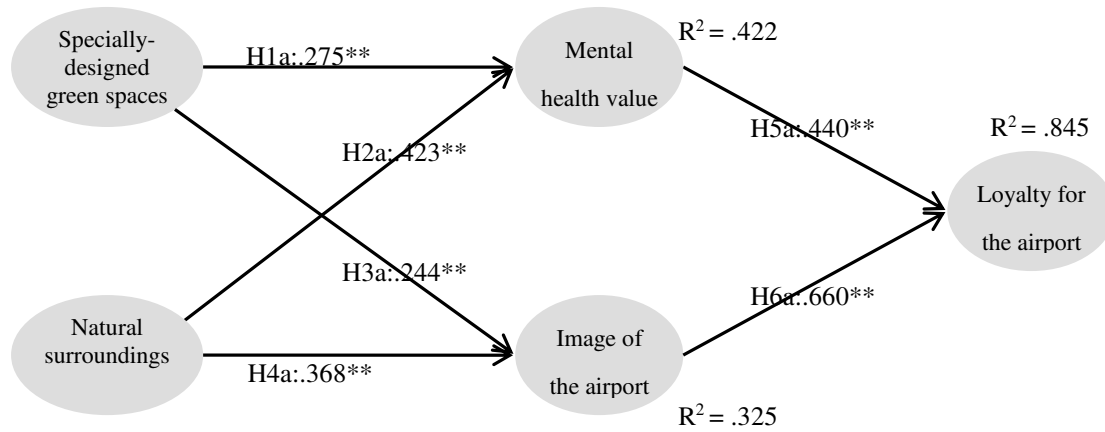 Specially-
designed
green spaces
H1a:.275**
Mental
health value
R² = .422
H2a:.423**
H5a:.440**
R² = .845
Loyalty for
the airport
H3a:.244**
H6a:.660**
Natural
surroundings
H4a:.368**
Image of
the airport
R² = .325